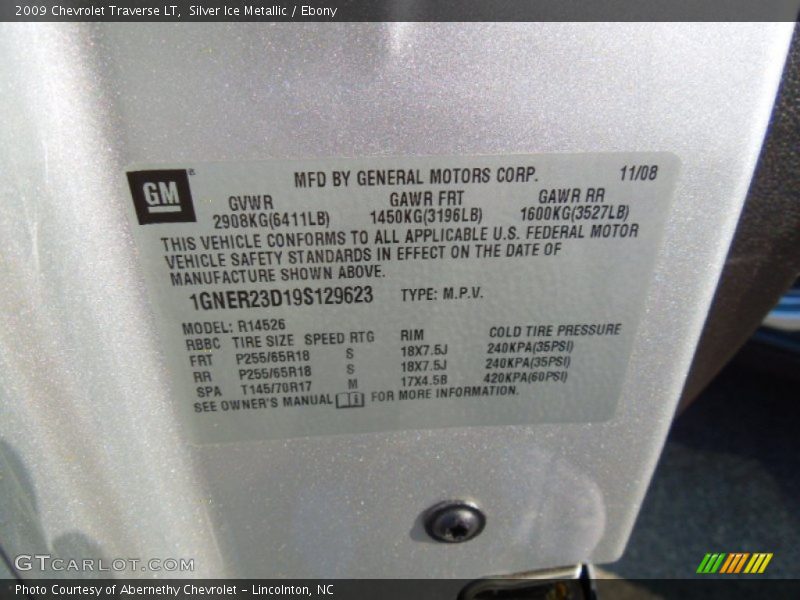 2009 Chevrolet Traverse LT, Silver Ice Metallic / Ebony
GM®
MFD BY GENERAL MOTORS CORP. 11/08
GVWR GAWR FRT GAWR RR
2908KG(6411LB) 1450KG(3196LB) 1600KG(3527LB)
THIS VEHICLE CONFORMS TO ALL APPLICABLE U.S. FEDERAL MOTOR
VEHICLE SAFETY STANDARDS IN EFFECT ON THE DATE OF
MANUFACTURE SHOWN ABOVE.
1GNER23D19S129623 TYPE: M.P.V.
MODEL: R14526
RBBC TIRE SIZE SPEED RTG RIM COLD TIRE PRESSURE
FRT P255/65R18 S 18X7.5J 240KPA(35PSI)
RR P255/65R18 S 18X7.5J 240KPA(35PSI)
SPA T145/70R17 M 17X4.5B 420KPA(60PSI)
SEE OWNER'S MANUAL FOR MORE INFORMATION.
GTCARLOT.COM
Photo Courtesy of Abernethy Chevrolet - Lincolnton, NC